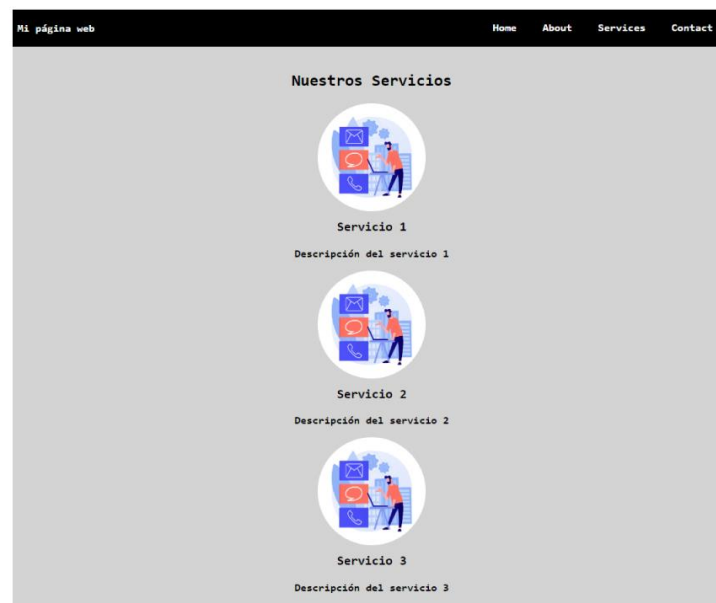 Mi página web Home About Services Contact
Nuestros Servicios
Servicio 1
Descripción del servicio 1
Servicio 2
Descripción del servicio 2
Servicio 3
Descripción del servicio 3